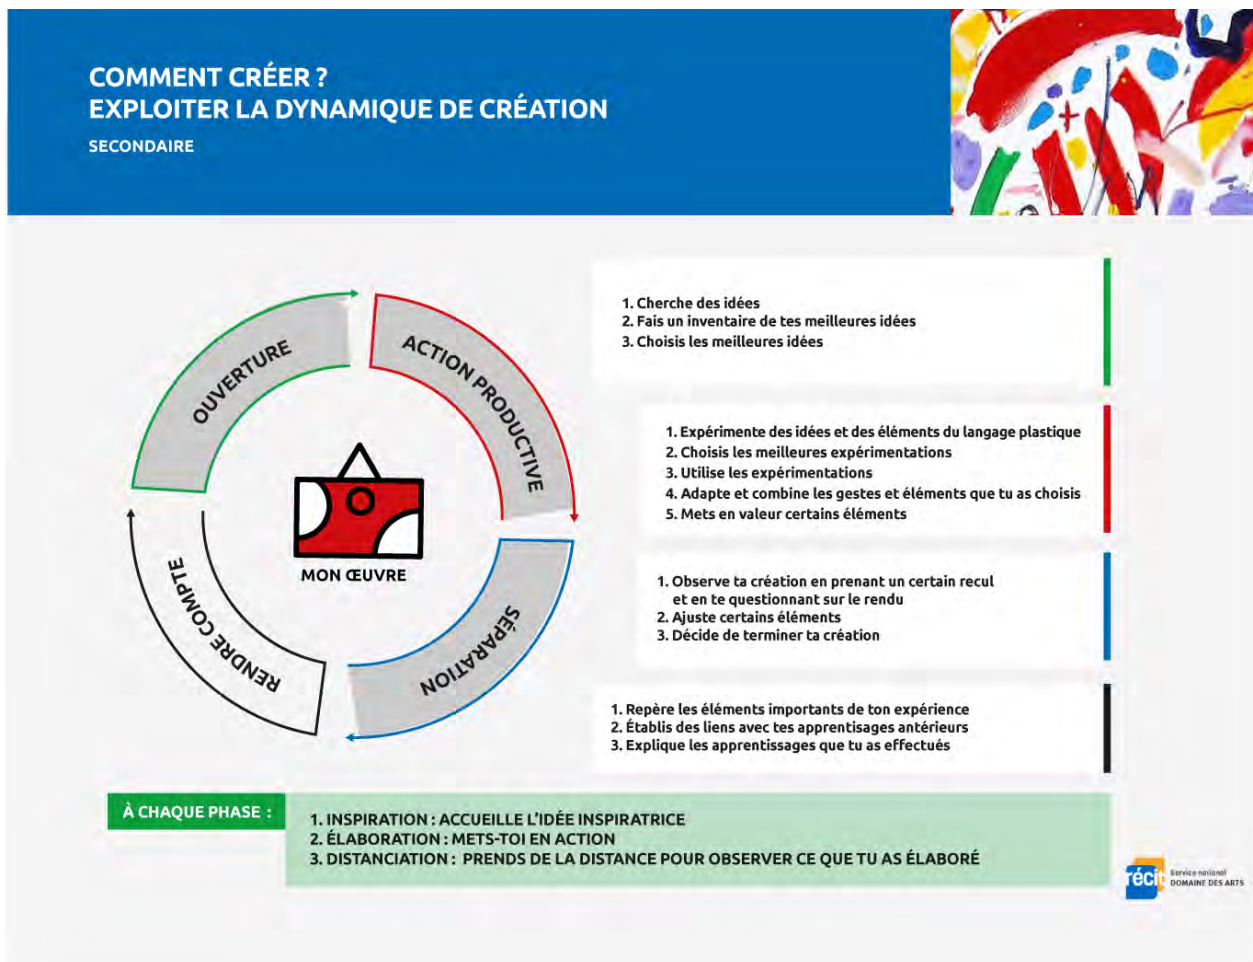 COMMENT CRÉER ?
EXPLOITER LA DYNAMIQUE DE CRÉATION
SECONDAIRE
OUVERTURE
ACTION PRODUCTIVE
SÉPARATION
RENDRE COMPTE
MON ŒUVRE
1. Cherche des idées
2. Fais un inventaire de tes meilleures idées
3. Choisis les meilleures idées
1. Expérimente des idées et des éléments du langage plastique
2. Choisis les meilleures expérimentations
3. Utilise les expérimentations
4. Adapte et combine les gestes et éléments que tu as choisis
5. Mets en valeur certains éléments
1. Observe ta création en prenant un certain recul
et en te questionnant sur le rendu
2. Ajuste certains éléments
3. Décide de terminer ta création
1. Repère les éléments importants de ton expérience
2. Établis des liens avec tes apprentisages antérieurs
3. Explique les apprentissages que tu as effectués
À CHAQUE PHASE :
1. INSPIRATION : ACCUEILLE L'IDÉE INSPIRATRICE
2. ÉLABORATION : METS-TOI EN ACTION
3. DISTANCIATION : PRENDS DE LA DISTANCE POUR OBSERVER CE QUE TU AS ÉLABORÉ
récit
Service national
DOMAINE DES ARTS